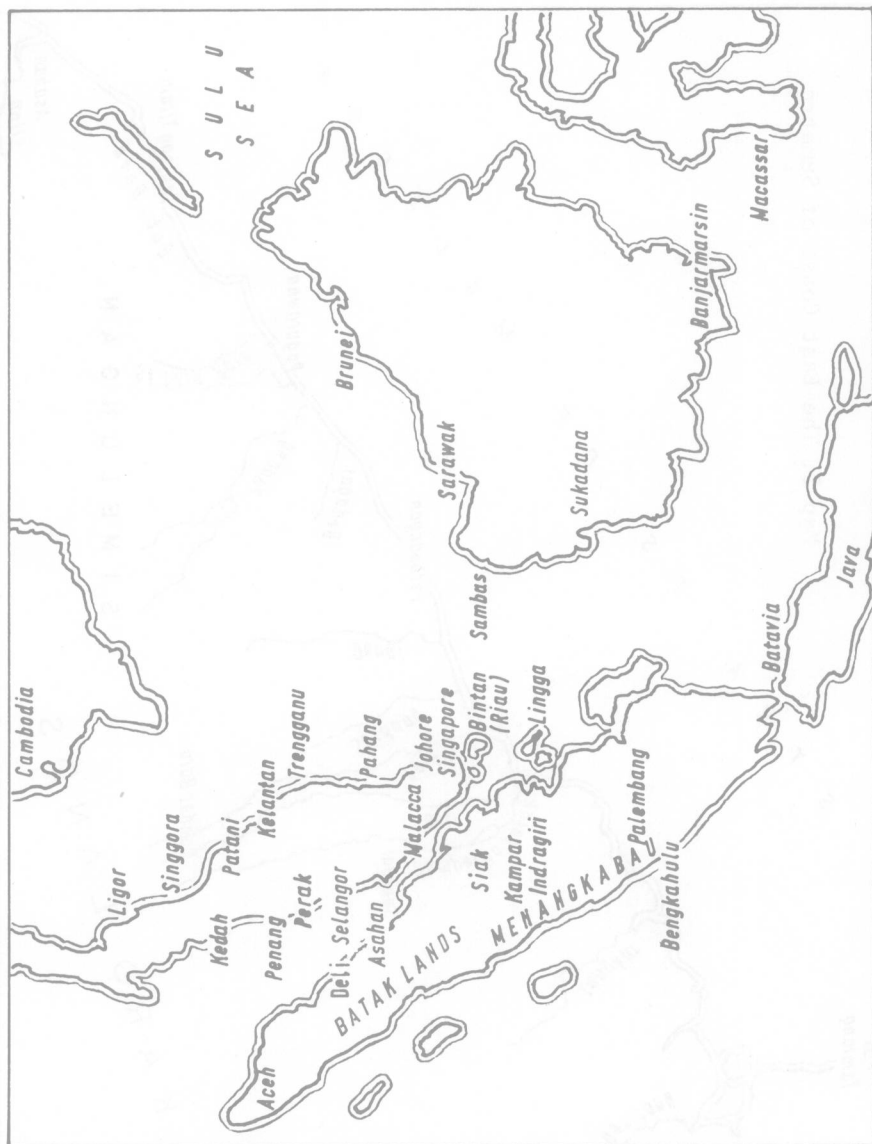 Cambodia
SULU
SEA
Ligor
Singgora
Patani
Kelantan
Trengganu
Pahang
Kedah
Penang
Perak
Selangor
Malacca
Johore
Singapore
Bintan
(Riau)
Lingga
Aceh
Deli
Asahan
BATAK LANDS
Siak
Kampar
Indragiri
MENANGKABAU
Palembang
Bengkahulu
Brunei
Sarawak
Sambas
Sukadana
Banjarmarsin
Macassar
Batavia
Java